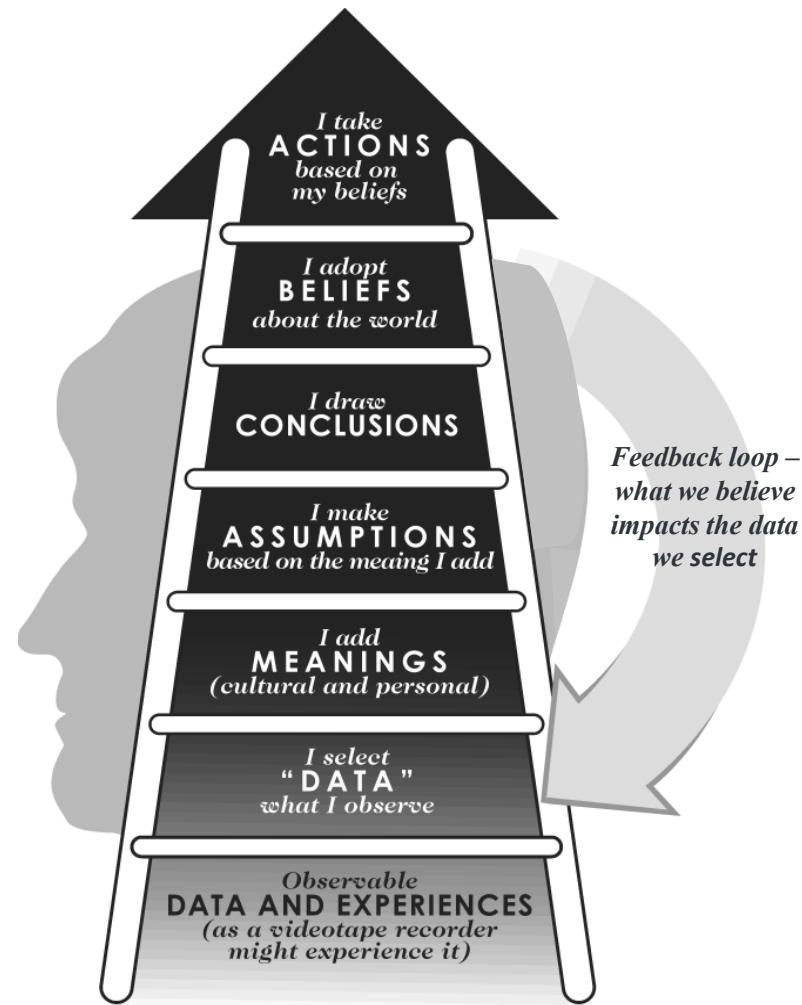 I take
ACTIONS
based on
my beliefs
I adopt
BELIEFS
about the world
I draw
CONCLUSIONS
I make
ASSUMPTIONS
based on the meaing I add
I add
MEANINGS
(cultural and personal)
I select
“DATA”
what I observe
Observable
DATA AND EXPERIENCES
(as a videotape recorder
might experience it)
Feedback loop –
what we believe
impacts the data
we select